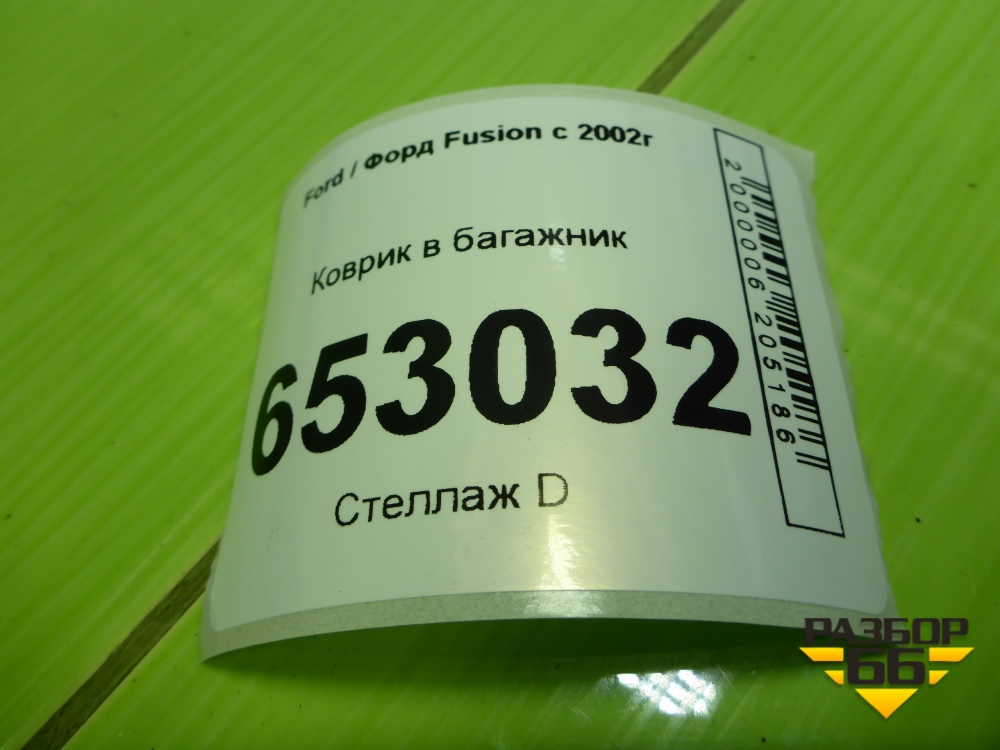 Ford / Форд Fusion с 2002г
Коврик в багажник
653032
Стеллаж D
2000006205186
РАЗБОР
66